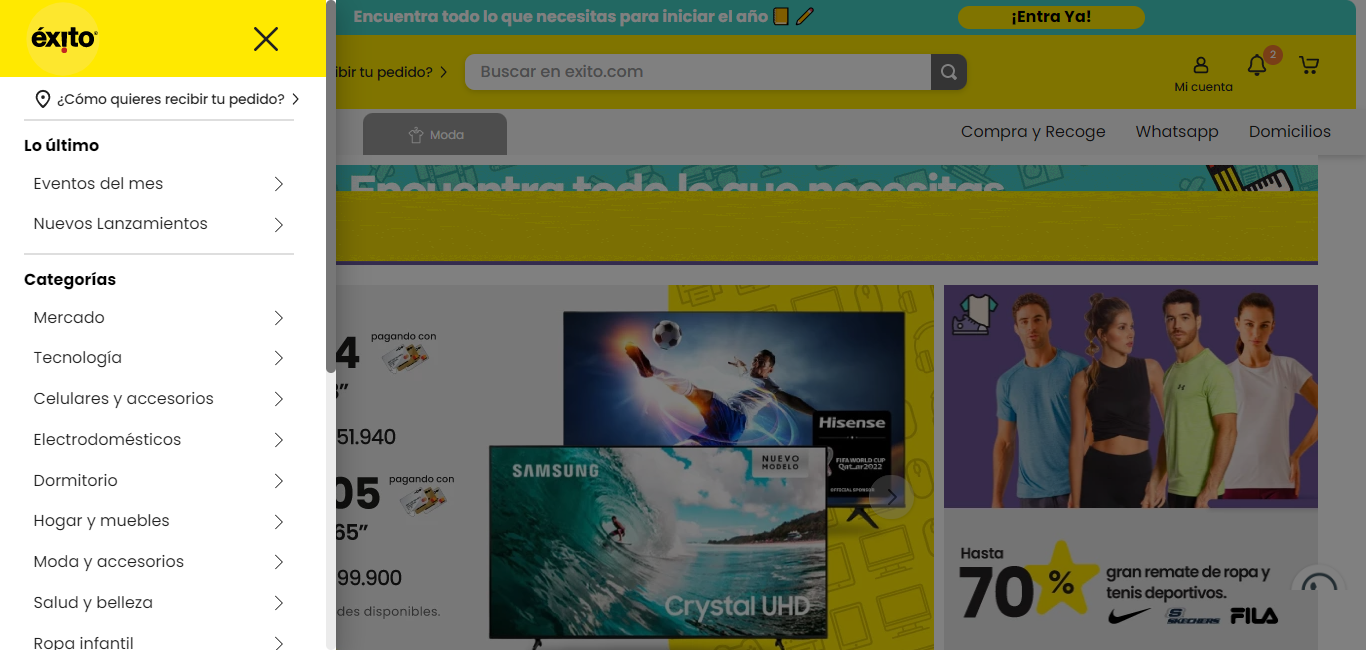 éxito
¿Cómo quieres recibir tu pedido?
Lo último
Eventos del mes
Nuevos Lanzamientos
Categorías
Mercado
Tecnología
Celulares y accesorios
Electrodomésticos
Dormitorio
Hogar y muebles
Moda y accesorios
Salud y belleza
Ropa infantil
Encuentra todo lo que necesitas para iniciar el año
¡Entra Ya!
ibir tu pedido?
Buscar en exito.com
Mi cuenta
2
Moda
Compra y Recoge
Whatsapp
Domicilios
Encuentra todo lo que necesitas
4
pagando con
3”
51.940
05
pagando con
65”
99.900
des disponibles.
Hisense
FIFA WORLD CUP
Qatar2022
OFFICIAL SPONSOR
SAMSUNG
NUEVO
MODELO
Crystal UHD
Hasta
70 %
gran remate de ropa y
tenis deportivos.
SKECHERS
FILA